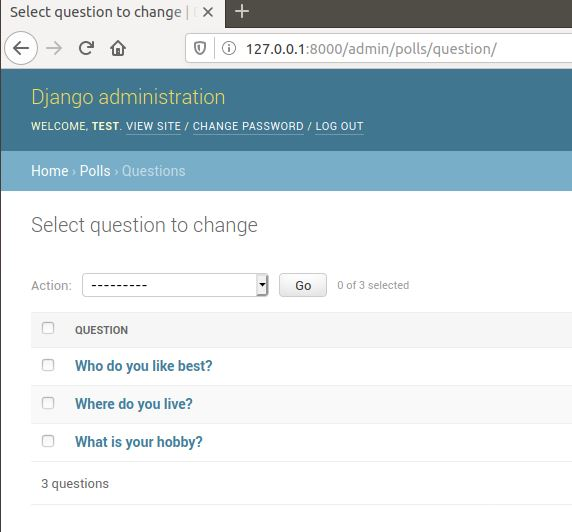 Select question to change |
127.0.0.1:8000/admin/polls/question/
Django administration
WELCOME, TEST. VIEW SITE / CHANGE PASSWORD / LOG OUT
Home › Polls › Questions
Select question to change
Action: --------- Go 0 of 3 selected
QUESTION
Who do you like best?
Where do you live?
What is your hobby?
3 questions